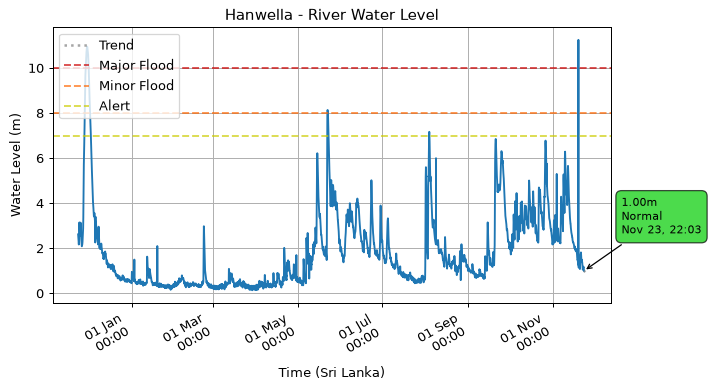 Hanwella - River Water Level
Trend
Major Flood
Minor Flood
Alert
Water Level (m)
10
8
6
4
2
0
1.00m
Normal
Nov 23, 22:03
01 Jan
00:00
01 Mar
00:00
01 May
00:00
01 Jul
00:00
01 Sep
00:00
01 Nov
00:00
Time (Sri Lanka)